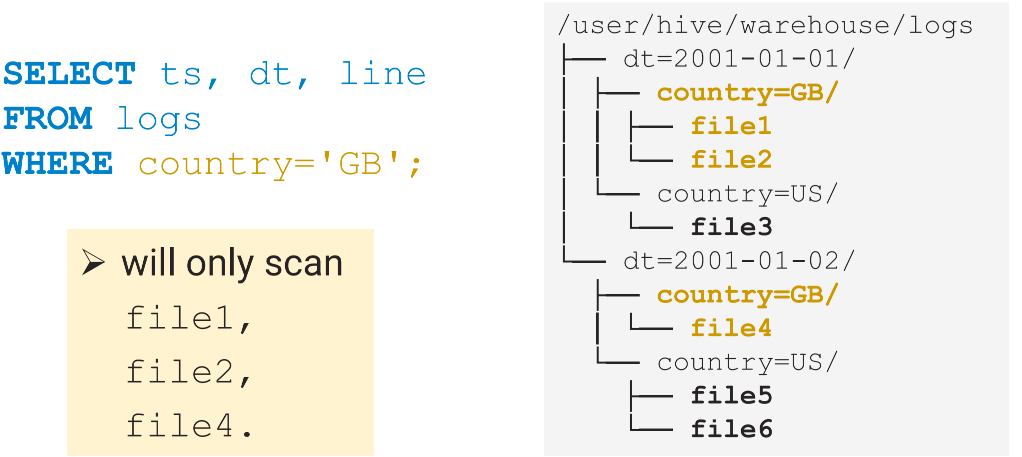 SELECT ts, dt, line
FROM logs
WHERE country='GB';
➢ will only scan
file1,
file2,
file4.
/user/hive/warehouse/logs
├── dt=2001-01-01/
│ ├── country=GB/
│ │ ├── file1
│ │ └── file2
│ └── country=US/
│ └── file3
└── dt=2001-01-02/
├── country=GB/
│ └── file4
└── country=US/
├── file5
└── file6